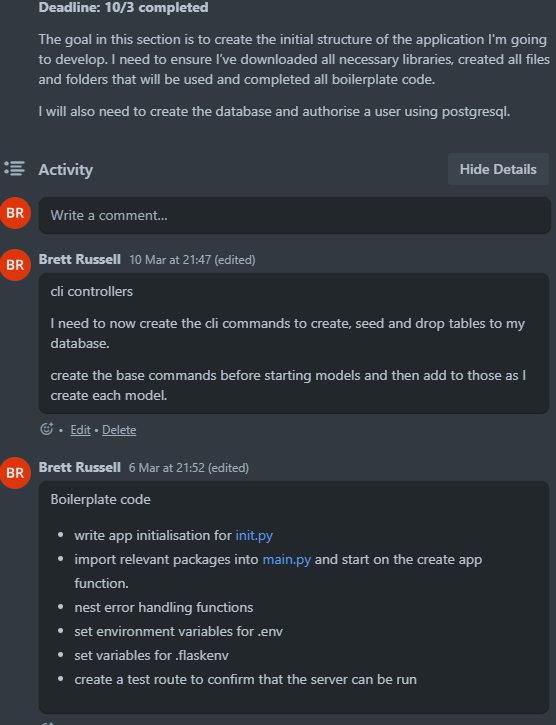 Deadline: 10/3 completed
The goal in this section is to create the initial structure of the application I'm going
to develop. I need to ensure I've downloaded all necessary libraries, created all files
and folders that will be used and completed all boilerplate code.
I will also need to create the database and authorise a user using postgresql.
Activity
Hide Details
BR
Write a comment...
BR
Brett Russell 10 Mar at 21:47 (edited)
cli controllers
I need to now create the cli commands to create, seed and drop tables to my
database.
create the base commands before starting models and then add to those as I
create each model.
• Edit • Delete
BR
Brett Russell 6 Mar at 21:52 (edited)
Boilerplate code
• write app initialisation for init.py
• import relevant packages into main.py and start on the create app
function.
• nest error handling functions
• set environment variables for .env
• set variables for .flaskenv
• create a test route to confirm that the server can be run